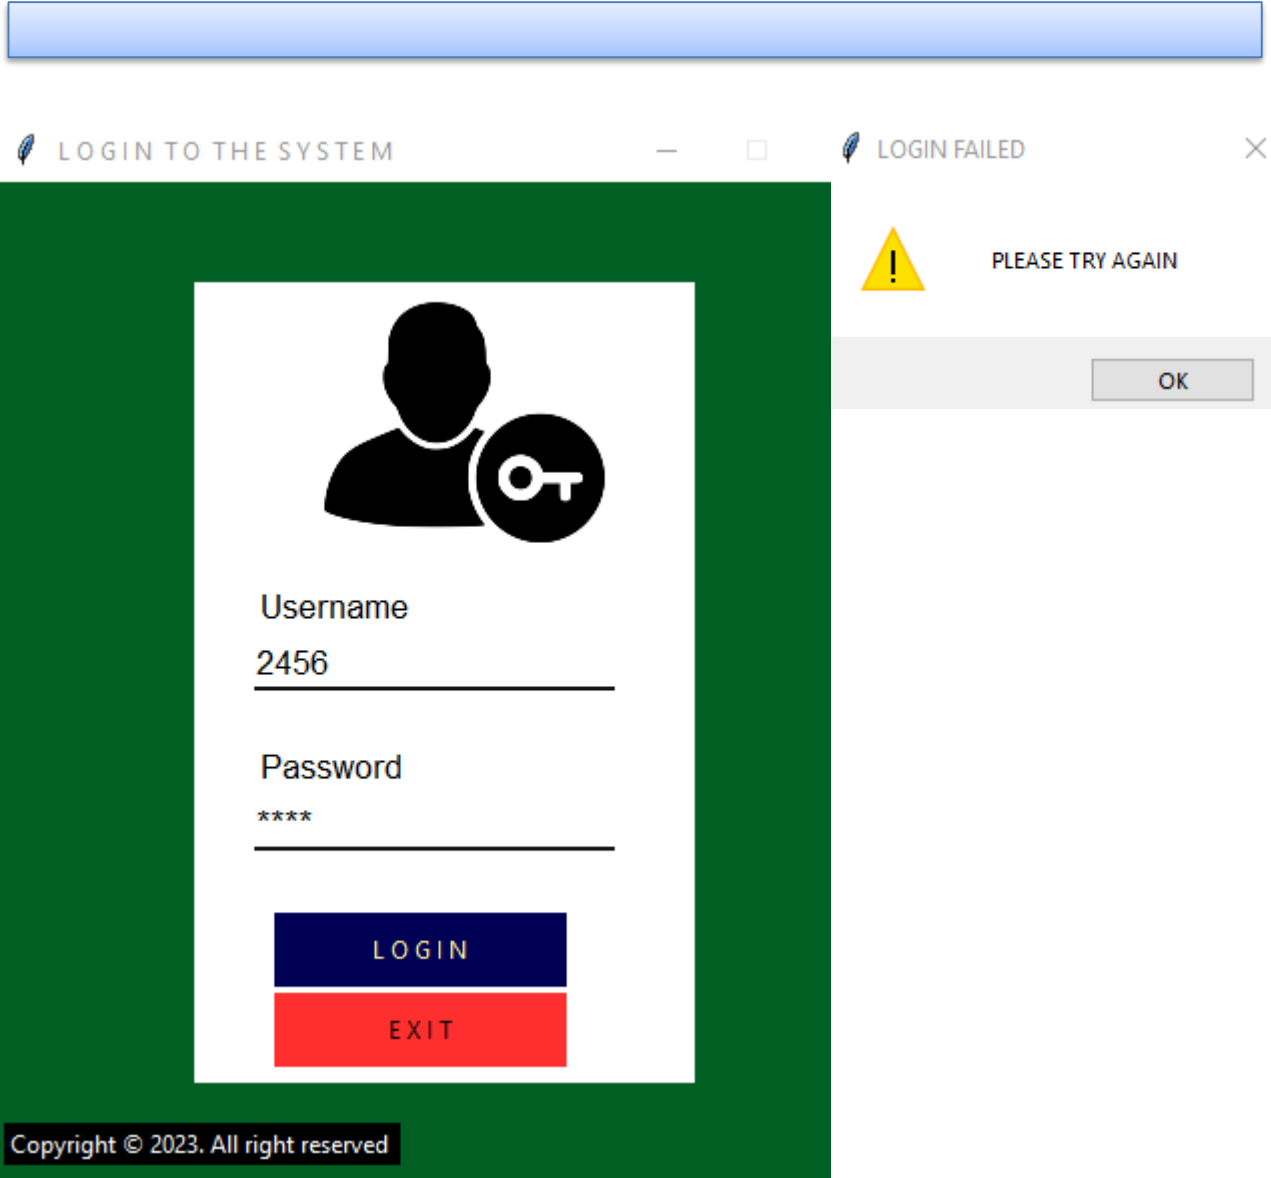 LOGIN TO THE SYSTEM
LOGIN FAILED
PLEASE TRY AGAIN
OK
Username
2456
Password
****
LOGIN
EXIT
Copyright © 2023. All right reserved